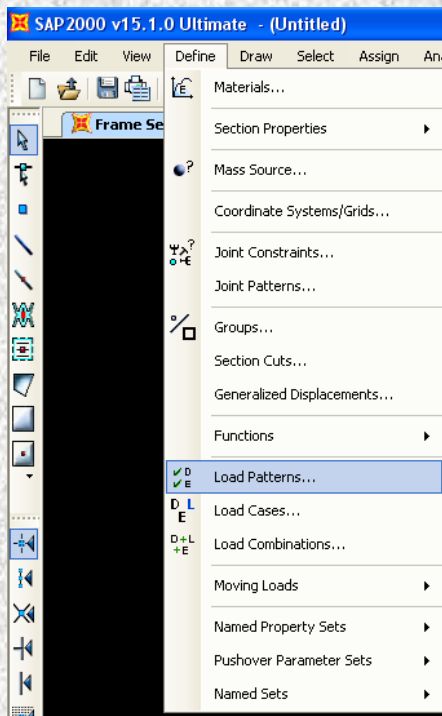 SAP2000 v15.1.0 Ultimate - (Untitled)
File Edit View Define Draw Select Assign
Frame Se
Materials...
Section Properties
Mass Source...
Coordinate Systems/Grids...
Joint Constraints...
Joint Patterns...
Groups...
Section Cuts...
Generalized Displacements...
Functions
Load Patterns...
Load Cases...
Load Combinations...
Moving Loads
Named Property Sets
Pushover Parameter Sets
Named Sets